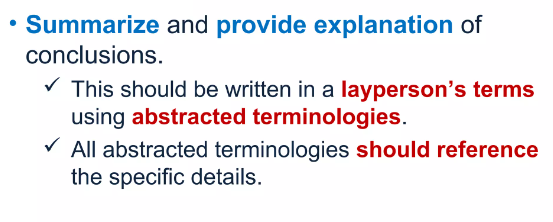 • Summarize and provide explanation of
conclusions.
✓ This should be written in a layperson's terms
using abstracted terminologies.
✓ All abstracted terminologies should reference
the specific details.